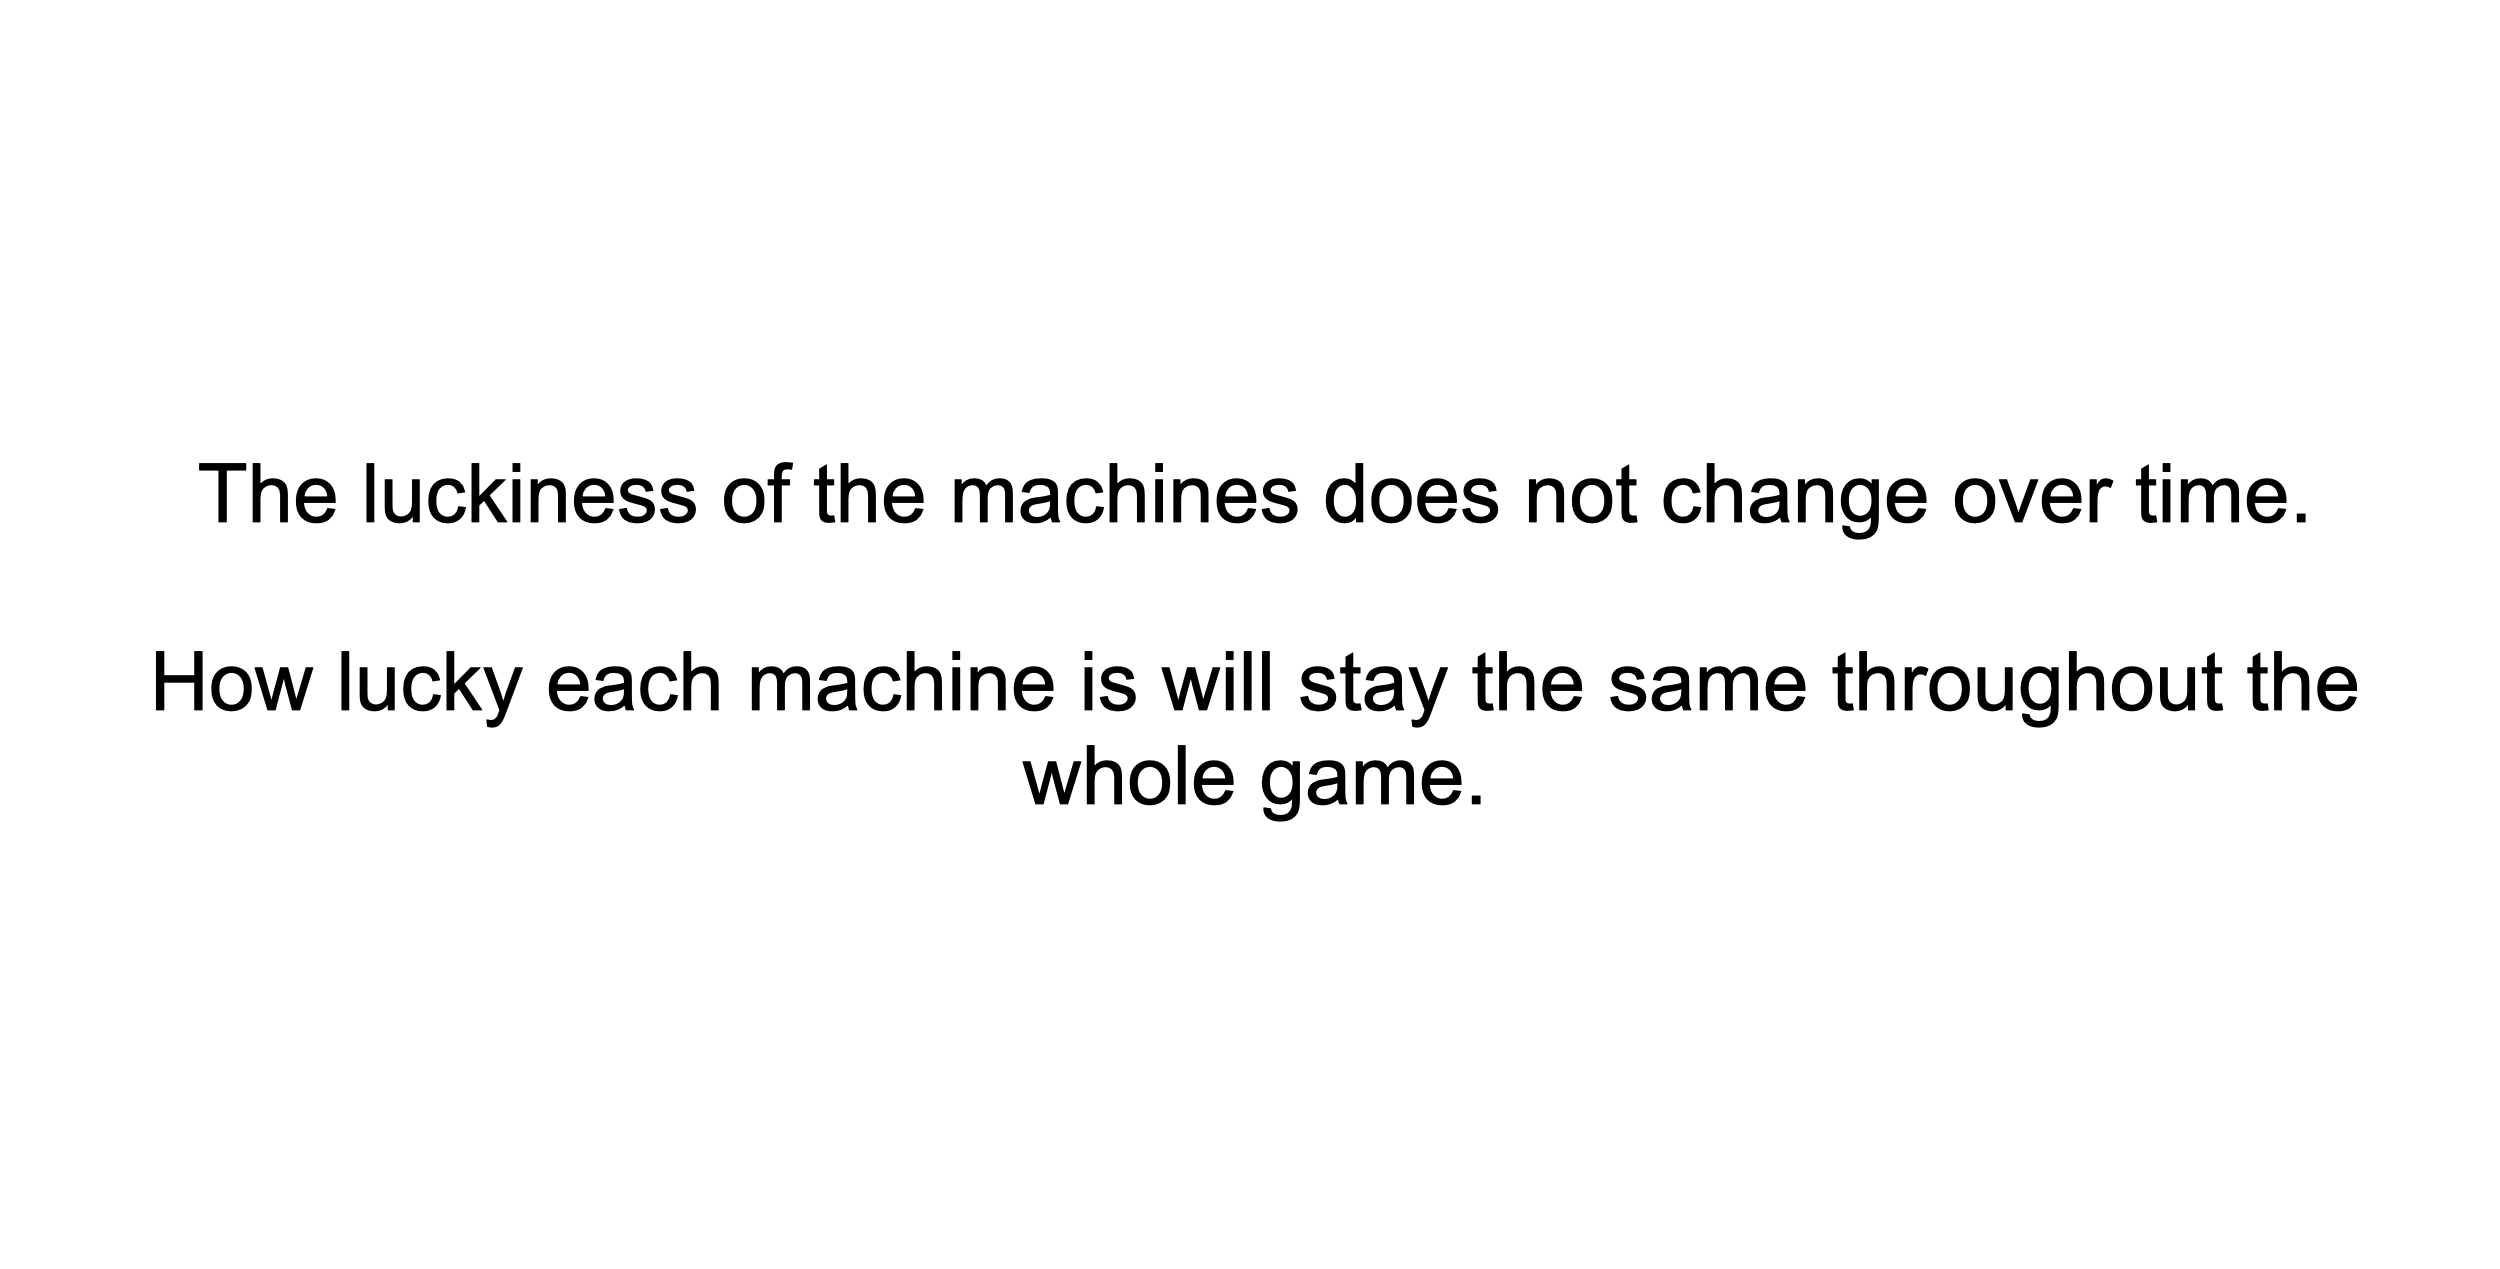 The luckiness of the machines does not change over time.
How lucky each machine is will stay the same throughout the
whole game.